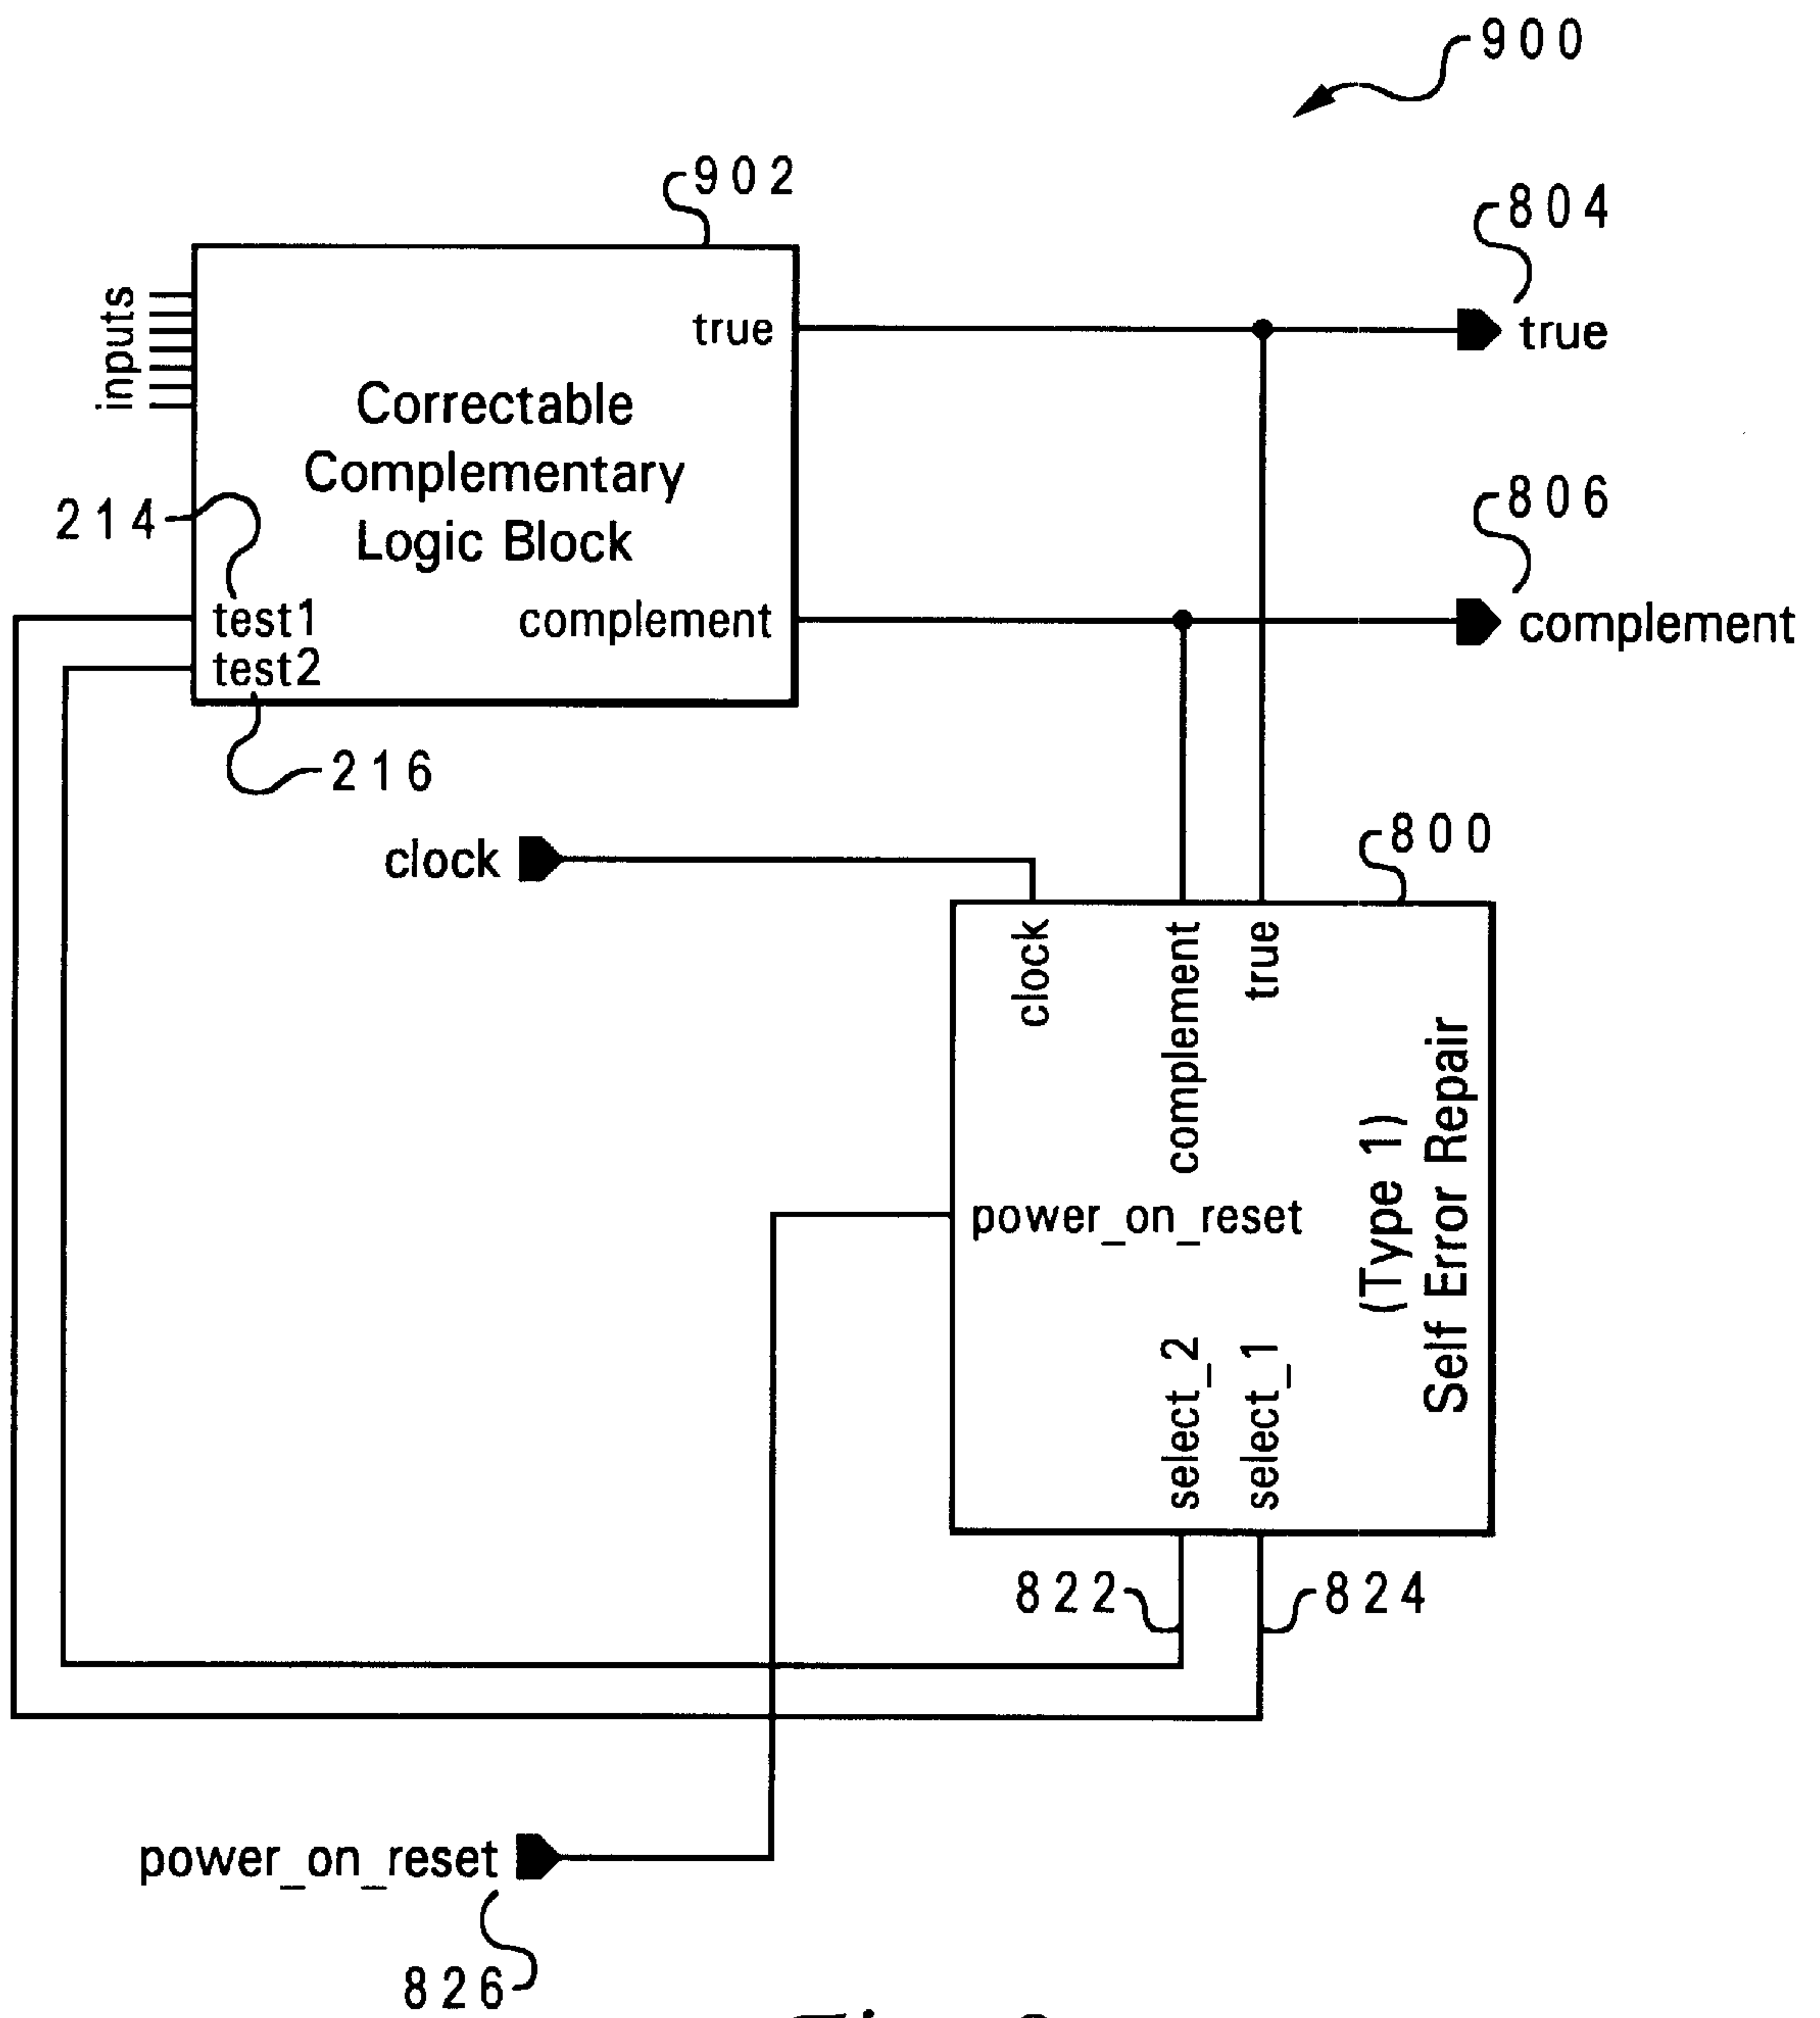 900
902
804
inputs
true
true
Correctable
Complementary
Logic Block
806
214
test1
complement
complement
test2
216
800
clock
clock
complement
true
power_on_reset
(Type 1)
Self Error Repair
select_2
select_1
822
824
power_on_reset
826